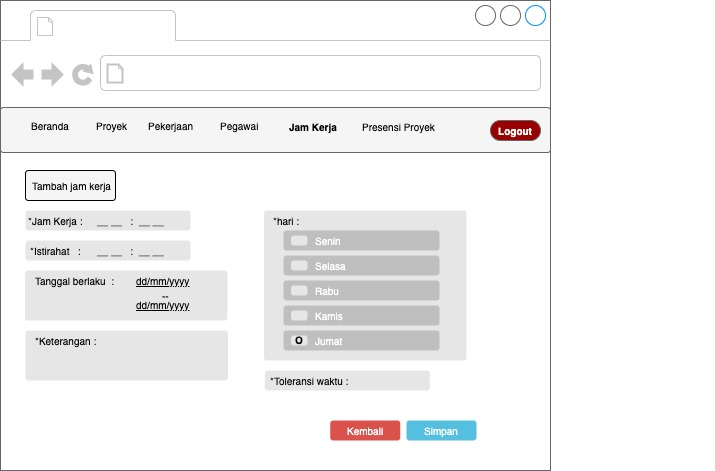 Beranda Proyek Pekerjaan Pegawai Jam Kerja Presensi Proyek Logout
Tambah jam kerja
*Jam Kerja : __ __ : __ __
*Istirahat : __ __ : __ __
Tanggal berlaku : dd/mm/yyyy
--
dd/mm/yyyy
*Keterangan :
*hari :
Senin
Selasa
Rabu
Kamis
O Jumat
*Toleransi waktu :
Kembali Simpan